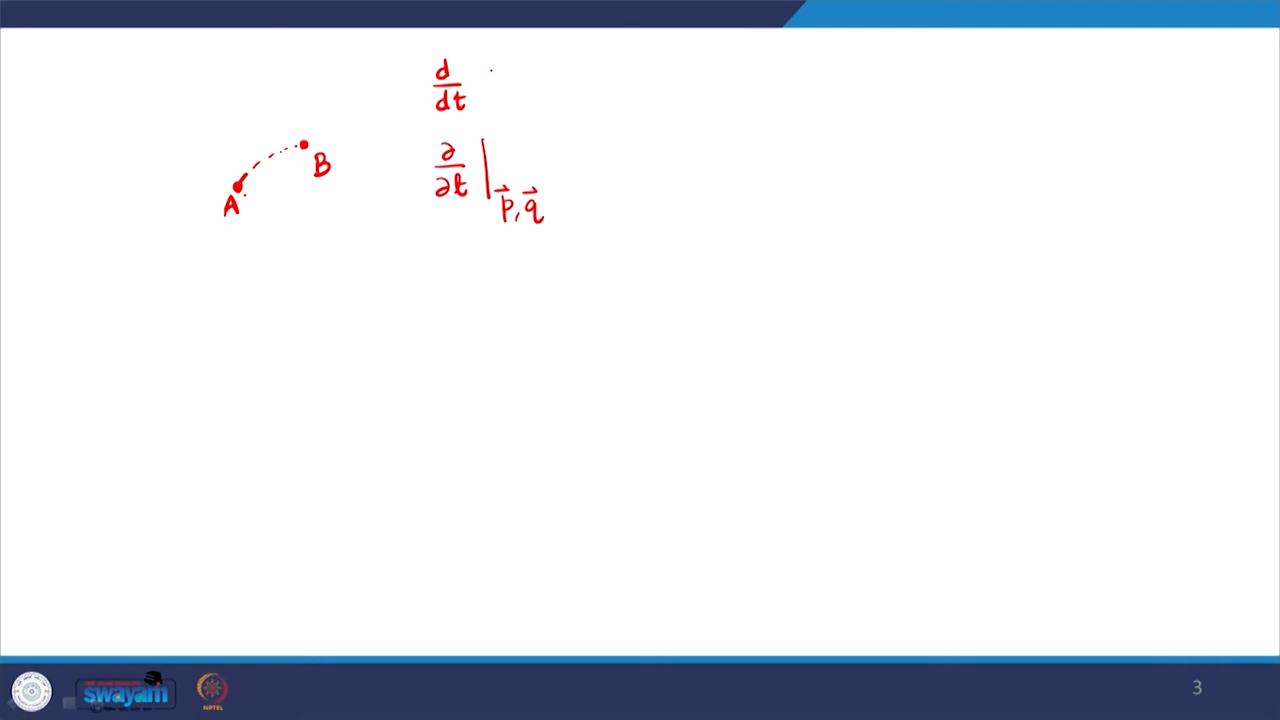 d/dt
∂/∂t |p⃗, q⃗
B
A
3
swayam
NPTEL